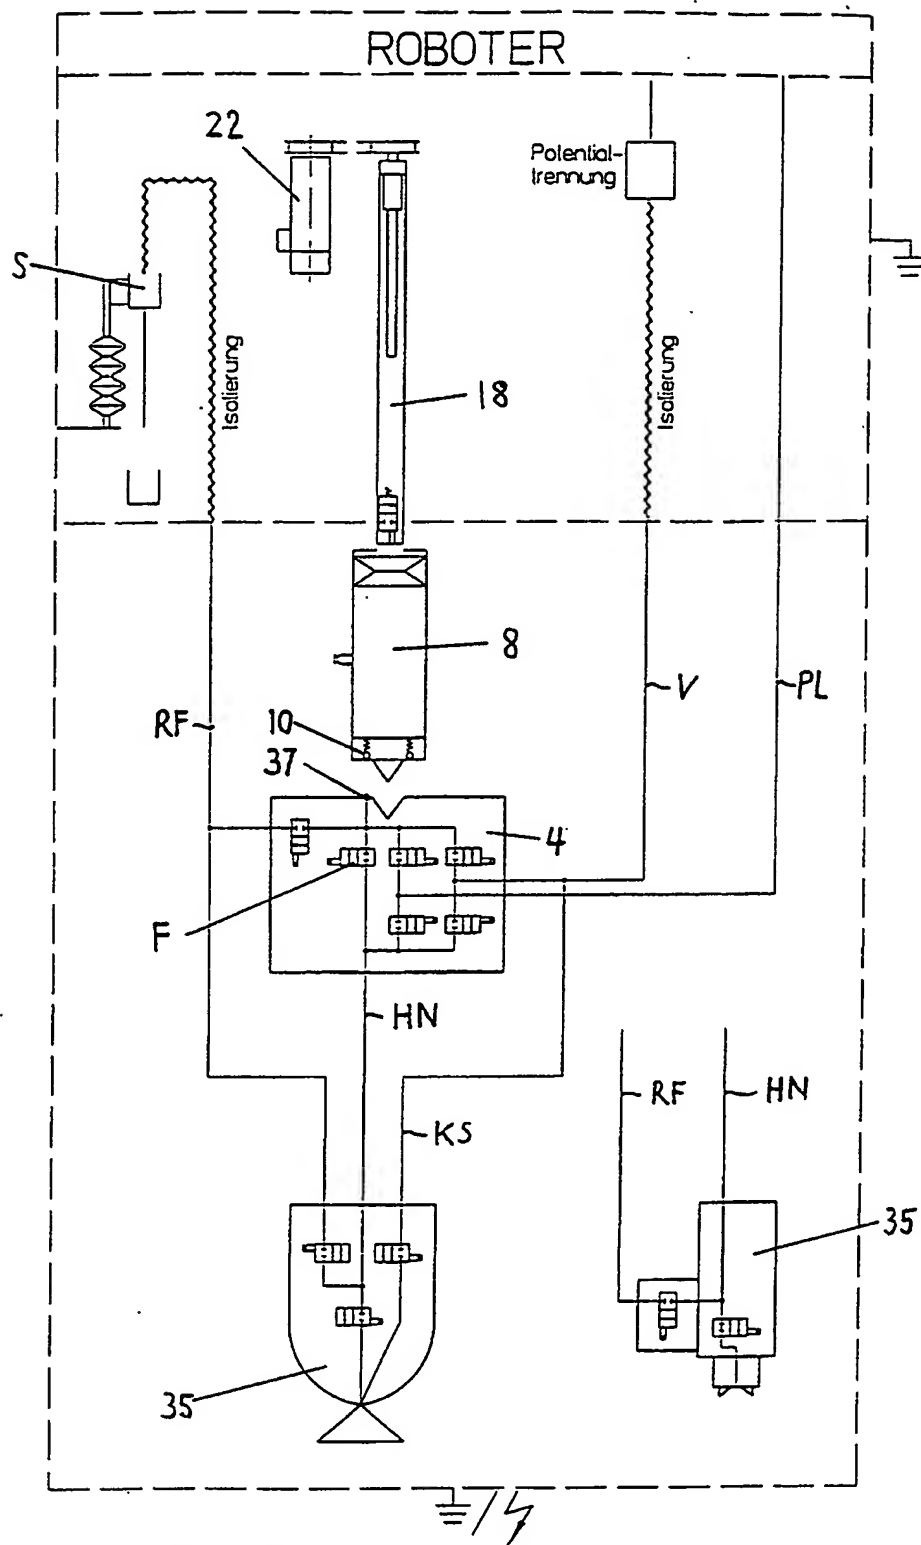 ROBOTER
22
Potential-
trennung
S
Isolierung
Isolierung
18
8
V
PL
RF
10
37
4
F
HN
RF
HN
KS
35
35